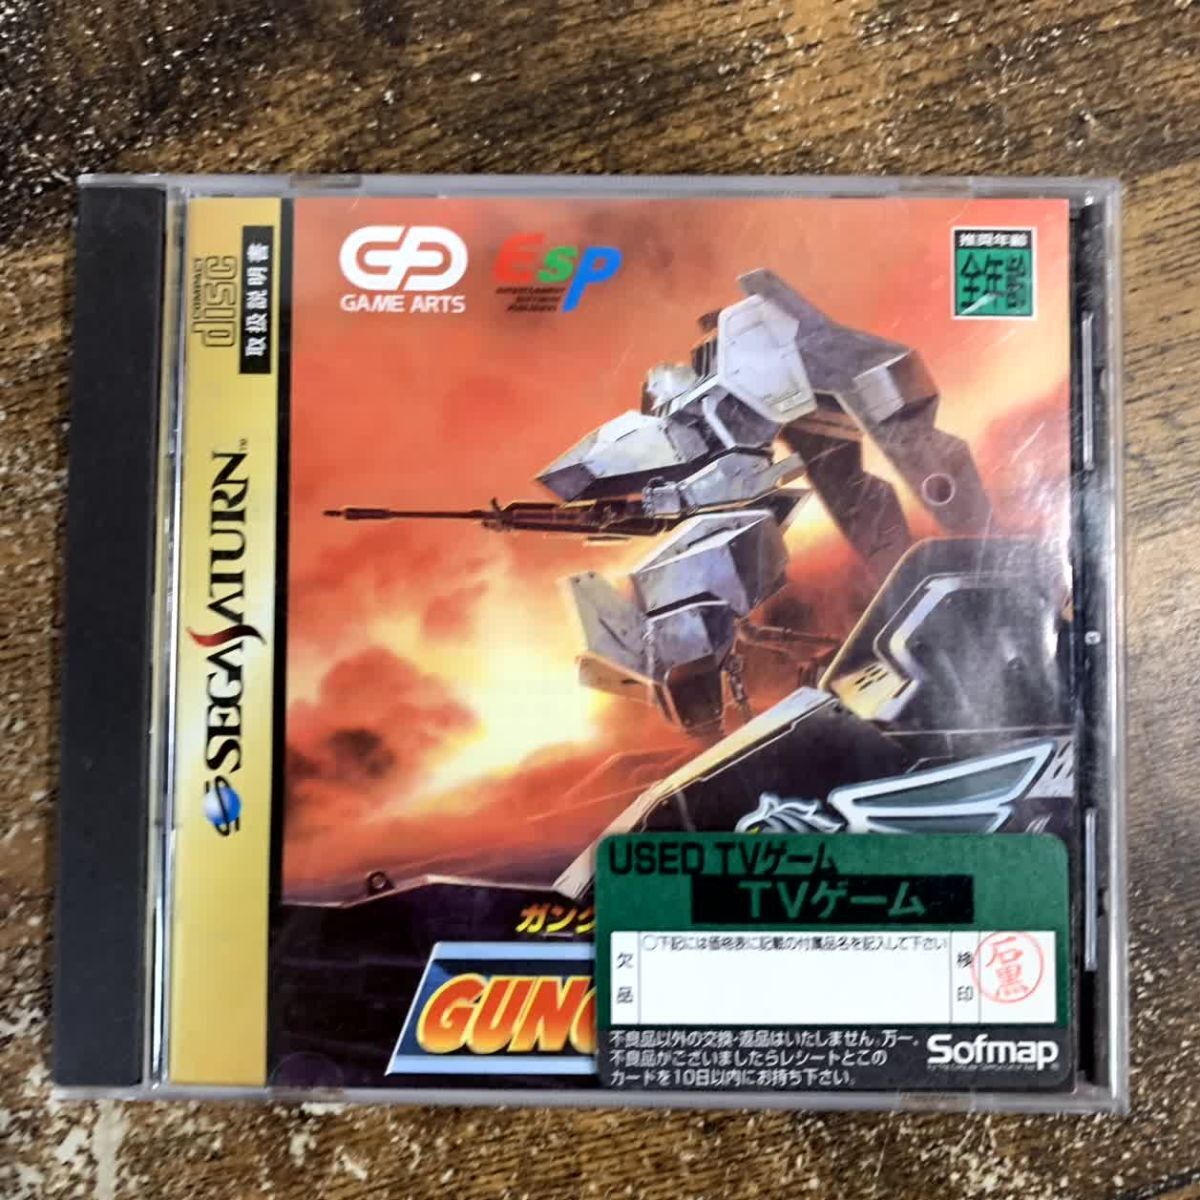 COMPACT
disc
取扱説明書
SEGA SATURN™
GAME ARTS
ESP
ENTERTAINMENT
SOFTWARE
PUBLISHING
推奨年齢
全年齢
ガング
GUNG
USED TVゲーム
TVゲーム
○下記には価格表に記載の付属品名を記入して下さい
欠品
検印
石黒
不良品以外の交換・返品はいたしません。万一、
不良品がございましたらレシートとこの
カードを10日以内にお持ち下さい。
Sofmap